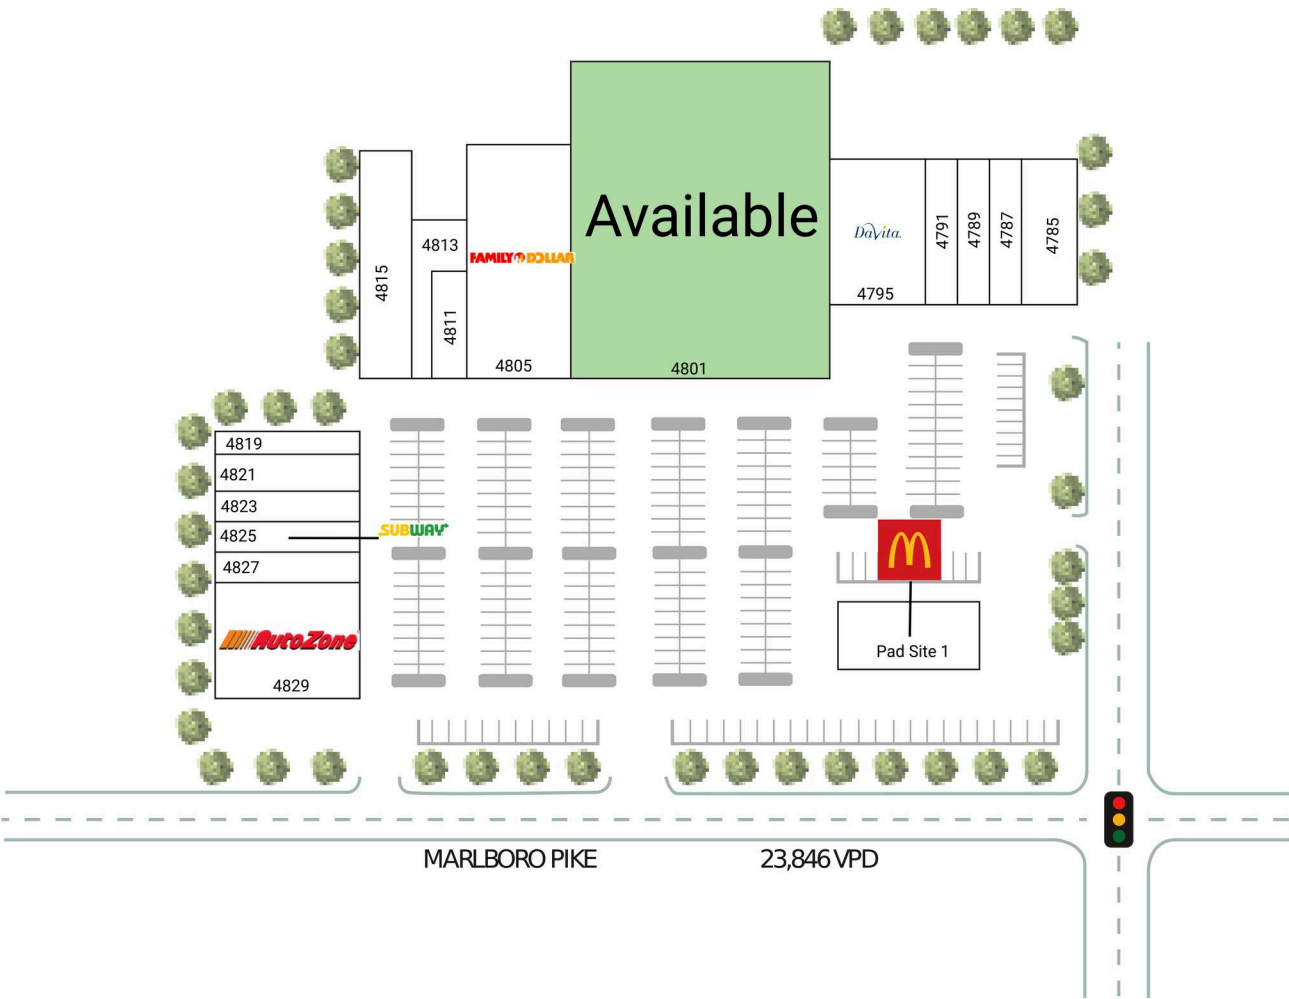 Available
4815
4813
4811
FAMILY DOLLAR
4805
4801
DaVita.
4795
4791
4789
4787
4785
4819
4821
4823
4825
SUBWAY
4827
AutoZone
4829
Pad Site 1
MARLBORO PIKE
23,846 VPD